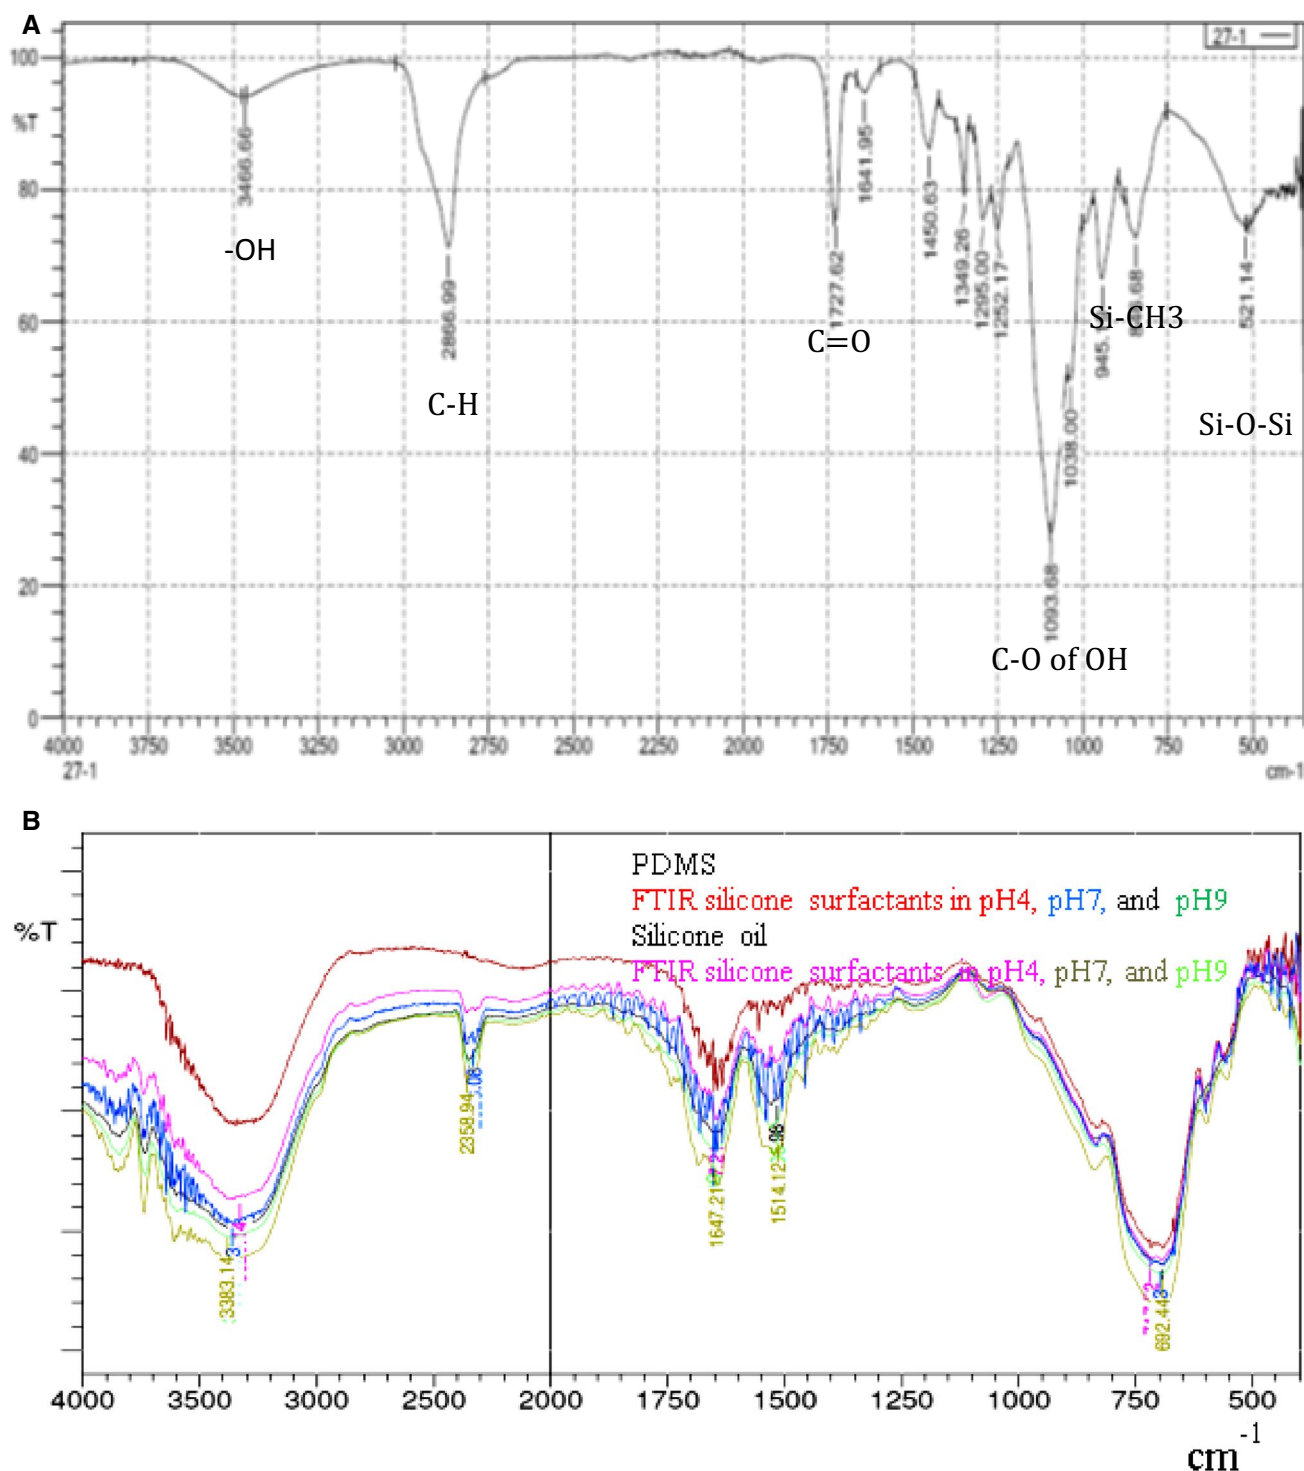 A
27-1
100
%T
80
60
40
20
0
3466.66
-OH
2866.99
C-H
1727.62
C=O
1641.95
1450.63
1349.26
1295.00
1252.17
1093.68
C-O of OH
1038.00
945.
Si-CH3
521.14
Si-O-Si
4000 3750 3500 3250 3000 2750 2500 2250 2000 1750 1500 1250 1000 750 500
27-1 cm-1
B
%T
PDMS
FTIR silicone surfactants in pH4, pH7, and pH9
Silicone oil
FTIR silicone surfactants in pH4, pH7, and pH9
3383.14
2358.94
1647.21
1514.12
692.44
4000 3500 3000 2500 2000 1750 1500 1250 1000 750 500
cm-1